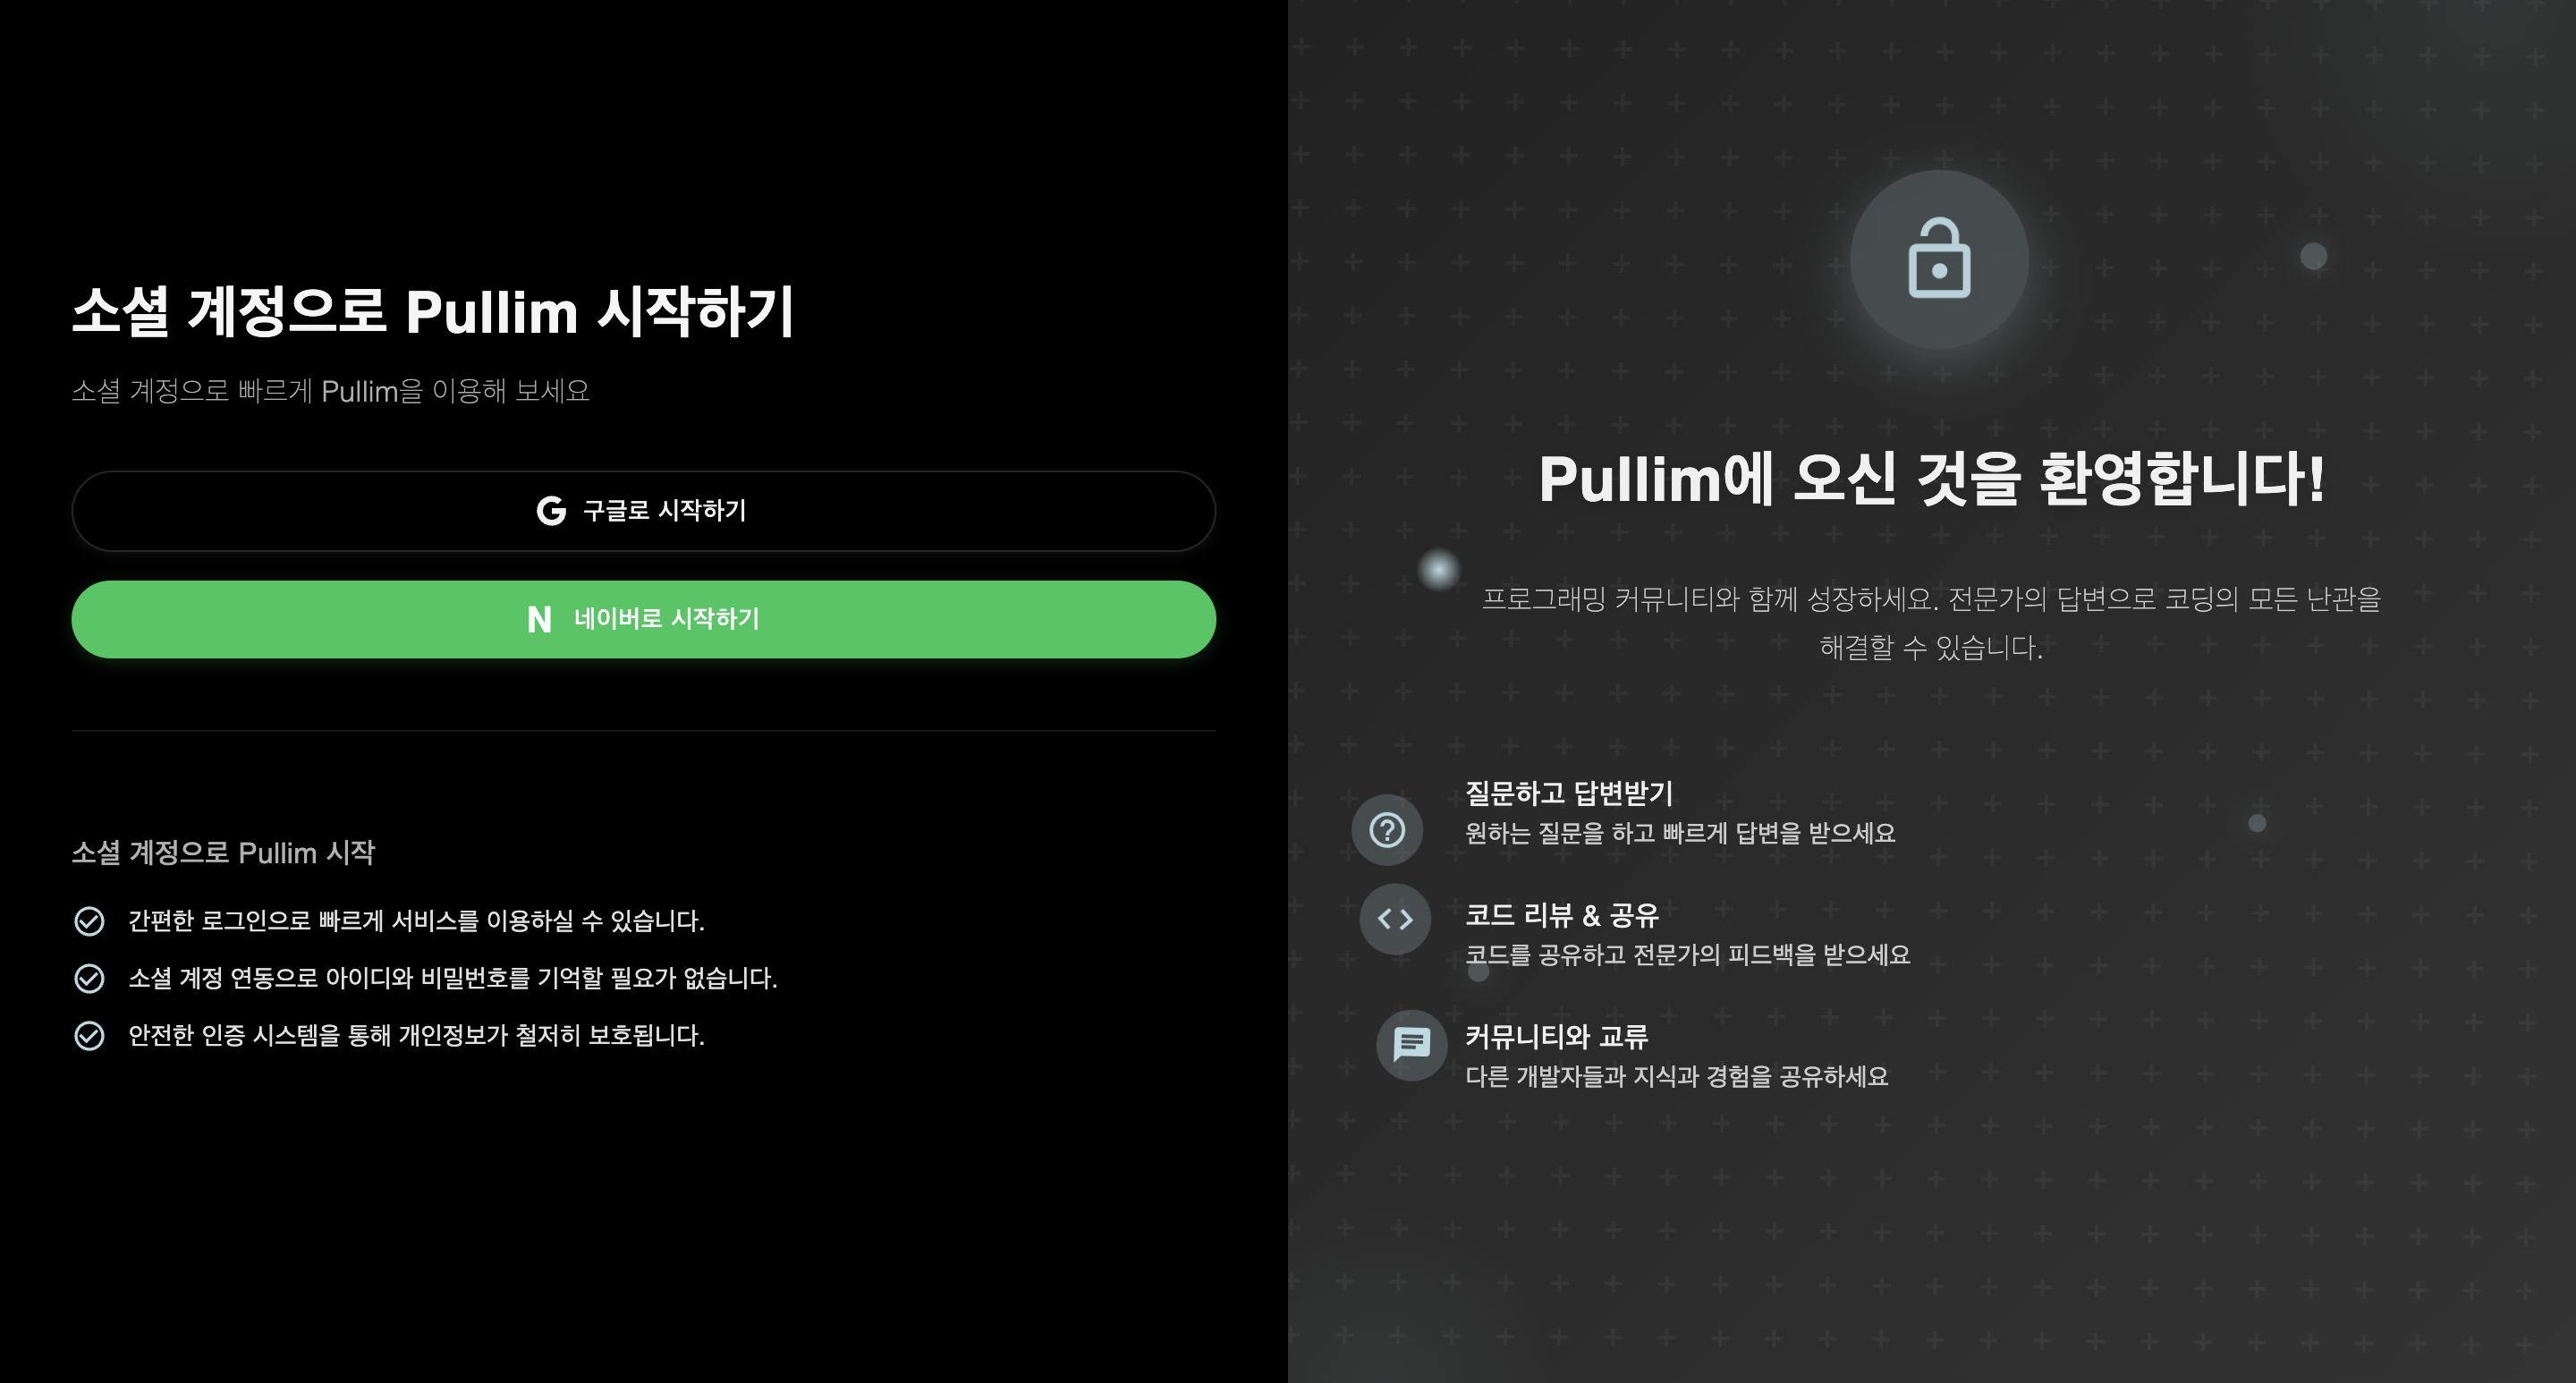 소셜 계정으로 Pullim 시작하기
소셜 계정으로 빠르게 Pullim을 이용해 보세요
G 구글로 시작하기
N 네이버로 시작하기
소셜 계정으로 Pullim 시작
간편한 로그인으로 빠르게 서비스를 이용하실 수 있습니다.
소셜 계정 연동으로 아이디와 비밀번호를 기억할 필요가 없습니다.
안전한 인증 시스템을 통해 개인정보가 철저히 보호됩니다.
Pullim에 오신 것을 환영합니다!
프로그래밍 커뮤니티와 함께 성장하세요. 전문가의 답변으로 코딩의 모든 난관을
해결할 수 있습니다.
질문하고 답변받기
원하는 질문을 하고 빠르게 답변을 받으세요
코드 리뷰 & 공유
코드를 공유하고 전문가의 피드백을 받으세요
커뮤니티와 교류
다른 개발자들과 지식과 경험을 공유하세요